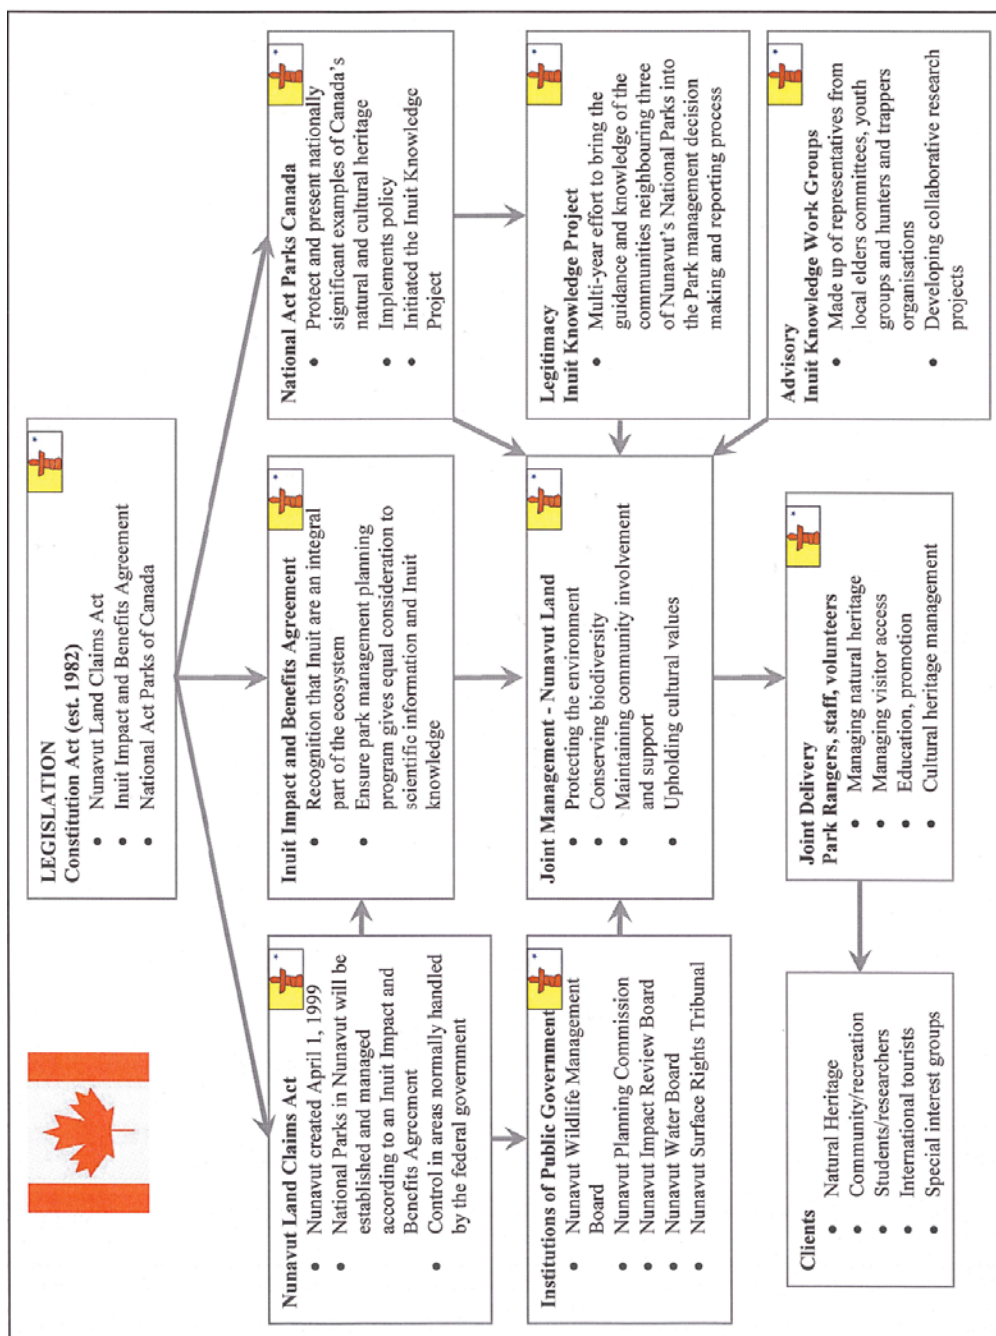 LEGISLATION
Constitution Act (est. 1982)
• Nunavut Land Claims Act
• Inuit Impact and Benefits Agreement
• National Act Parks of Canada
Nunavut Land Claims Act
• Nunavut created April 1, 1999
• National Parks in Nunavut will be
established and managed
according to an Inuit Impact and
Benefits Agreement
• Control in areas normally handled
by the federal government
Inuit Impact and Benefits Agreement
• Recognition that Inuit are an integral
part of the ecosystem
• Ensure park management planning
program gives equal consideration to
scientific information and Inuit
knowledge
National Act Parks Canada
• Protect and present nationally
significant examples of Canada's
natural and cultural heritage
• Implements policy
• Initiated the Inuit Knowledge
Project
Institutions of Public Government
• Nunavut Wildlife Management
Board
• Nunavut Planning Commission
• Nunavut Impact Review Board
• Nunavut Water Board
• Nunavut Surface Rights Tribunal
Joint Management - Nunavut Land
• Protecting the environment
• Conserving biodiversity
• Maintaining community involvement
and support
• Upholding cultural values
Legitimacy
Inuit Knowledge Project
• Multi-year effort to bring the
guidance and knowledge of the
communities neighbouring three
of Nunavut's National Parks into
the Park management decision
making and reporting process
Clients
• Natural Heritage
• Community/recreation
• Students/researchers
• International tourists
• Special interest groups
Joint Delivery
Park Rangers, staff, volunteers
• Managing natural heritage
• Managing visitor access
• Education, promotion
• Cultural heritage management
Advisory
Inuit Knowledge Work Groups
• Made up of representatives from
local elders committees, youth
groups and hunters and trappers
organisations
• Developing collaborative research
projects